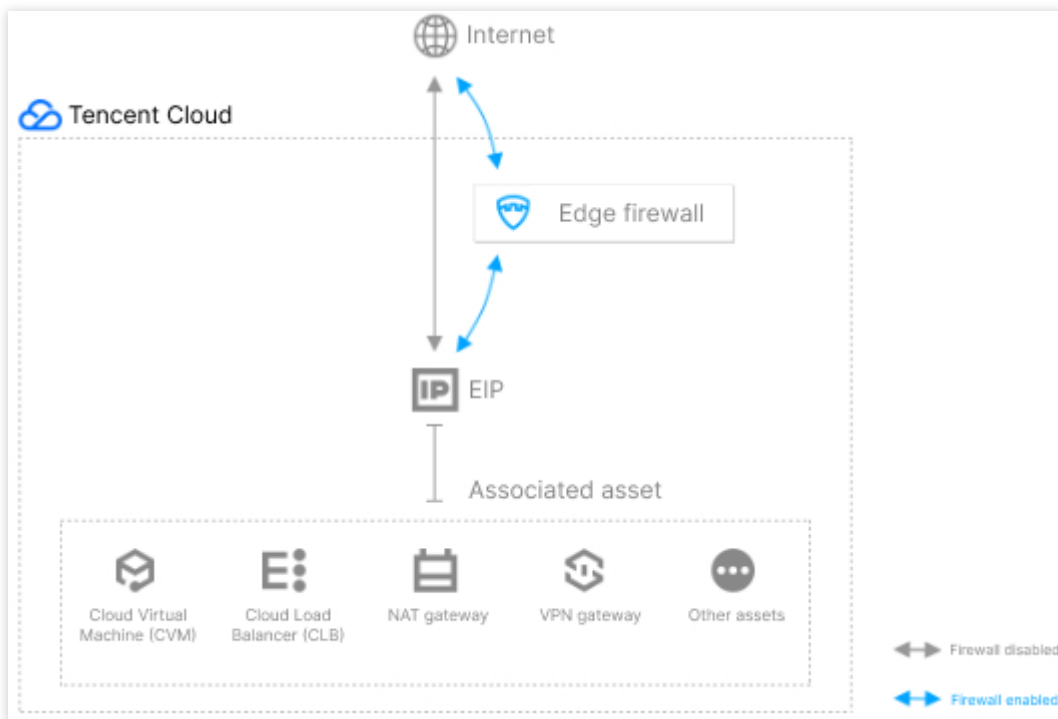 Internet
Tencent Cloud
Edge firewall
IP
EIP
Associated asset
Cloud Virtual
Machine (CVM)
Cloud Load
Balancer (CLB)
NAT gateway
VPN gateway
Other assets
Firewall disabled
Firewall enabled